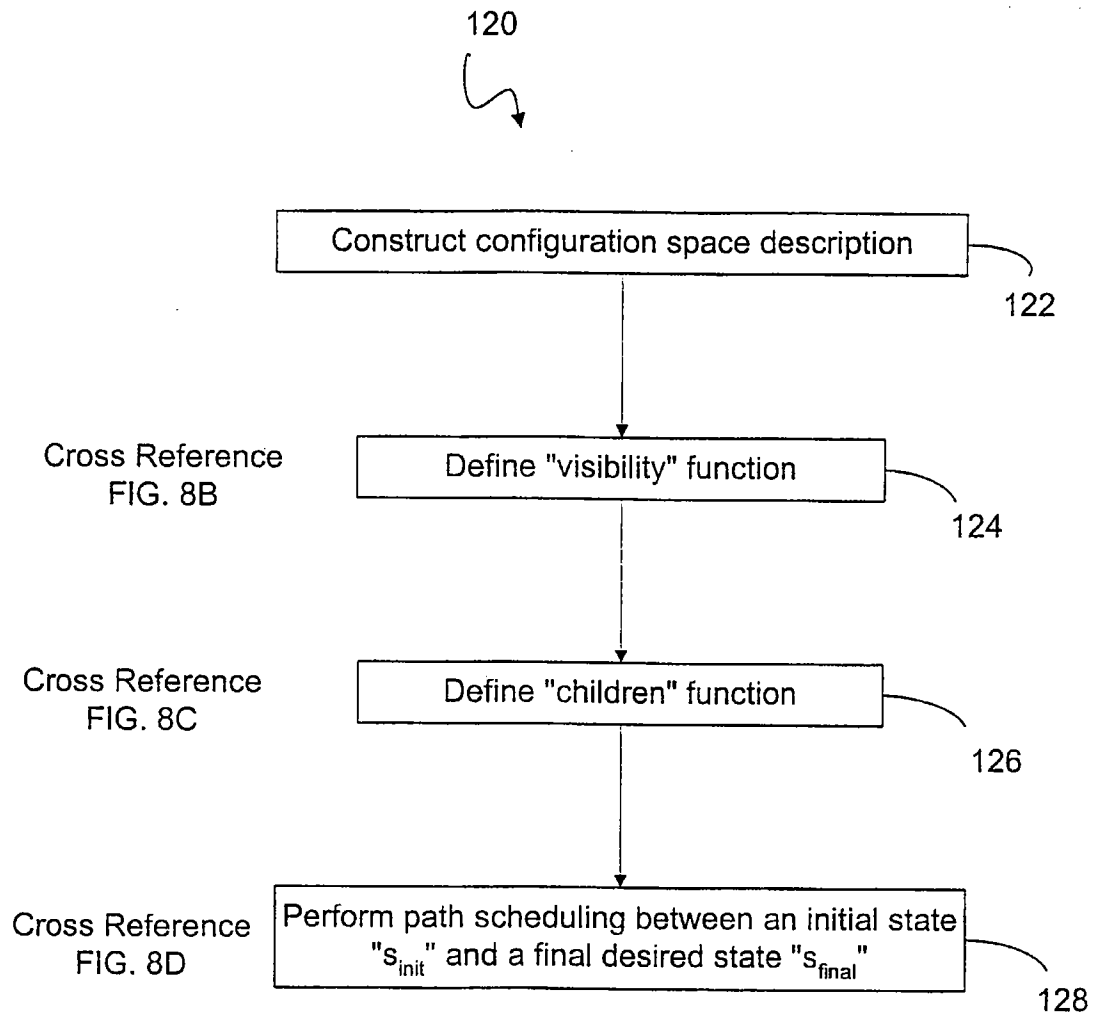 120
Construct configuration space description
122
Cross Reference
FIG. 8B
Define "visibility" function
124
Cross Reference
FIG. 8C
Define "children" function
126
Cross Reference
FIG. 8D
Perform path scheduling between an initial state
"s_init" and a final desired state "s_final"
128